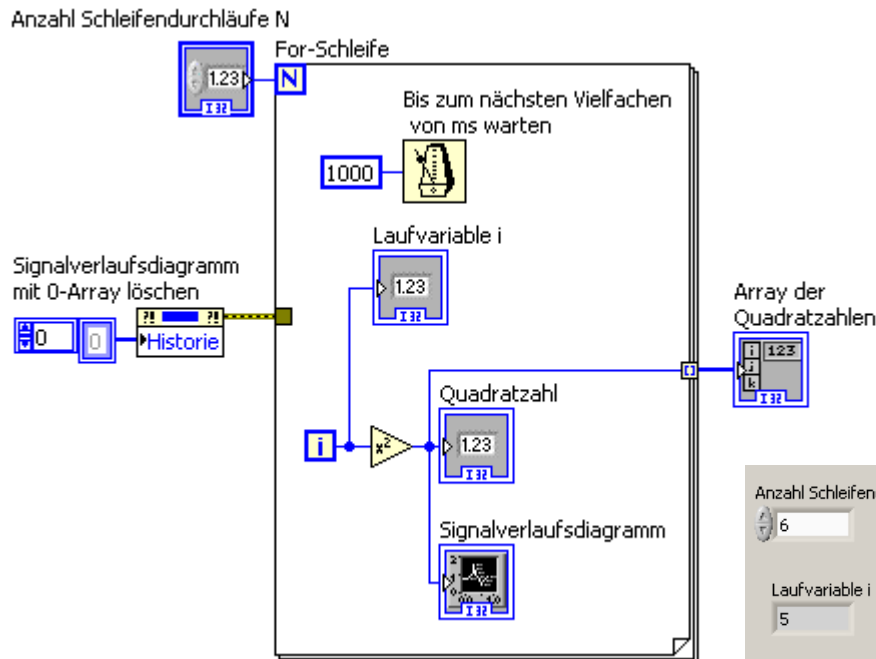 Anzahl Schleifendurchläufe N
1.23
I32
For-Schleife
N
Bis zum nächsten Vielfachen
von ms warten
1000
Laufvariable i
1.23
I32
Signalverlaufsdiagramm
mit 0-Array löschen
0
0
?! ?!
Historie
Array der
Quadratzahlen
i
j
k
123
I32
Quadratzahl
i
x²
1.23
I32
Signalverlaufsdiagramm
I32
Anzahl Schleifen
6
Laufvariable i
5